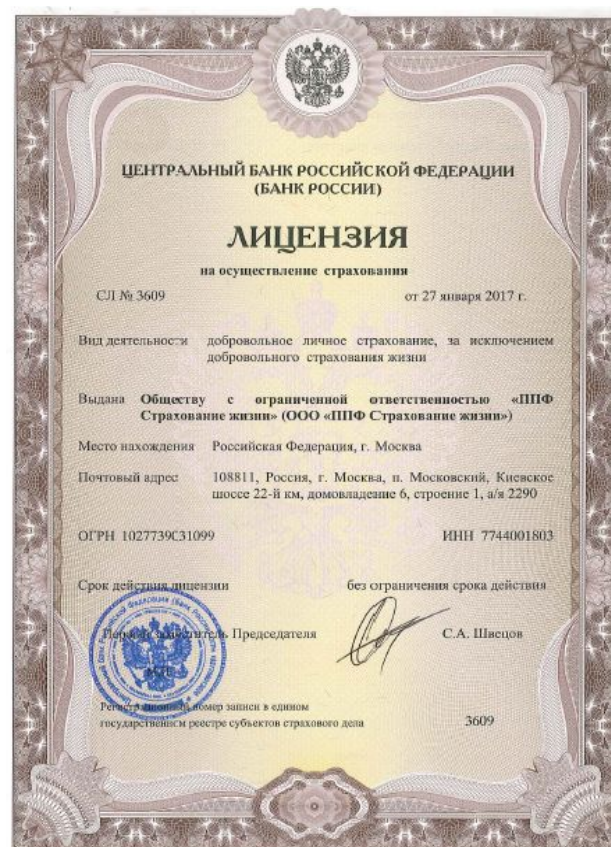 ЦЕНТРАЛЬНЫЙ БАНК РОССИЙСКОЙ ФЕДЕРАЦИИ
(БАНК РОССИИ)
ЛИЦЕНЗИЯ
на осуществление страхования
СЛ № 3609 от 27 января 2017 г.
Вид деятельности добровольное личное страхование, за исключением
добровольного страхования жизни
Выдана Обществу с ограниченной ответственностью «ППФ
Страхование жизни» (ООО «ППФ Страхование жизни»)
Место нахождения Российская Федерация, г. Москва
Почтовый адрес 108811, Россия, г. Москва, п. Московский, Киевское
шоссе 22-й км, домовладение 6, строение 1, а/я 2290
ОГРН 1027739031099 ИНН 7744001803
Срок действия лицензии без ограничения срока действия
Первый заместитель Председателя С.А. Швецов
Регистрационный номер записи в едином
государственном реестре субъектов страхового дела 3609